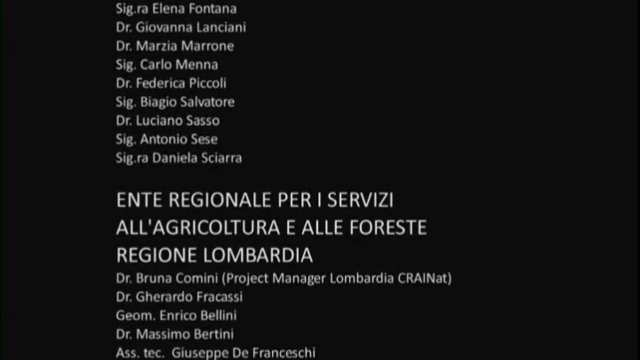 Sig.ra Elena Fontana
Dr. Giovanna Lanciani
Dr. Marzia Marrone
Sig. Carlo Menna
Dr. Federica Piccoli
Sig. Biagio Salvatore
Dr. Luciano Sasso
Sig. Antonio Sese
Sig.ra Daniela Sciarra
ENTE REGIONALE PER I SERVIZI
ALL'AGRICOLTURA E ALLE FORESTE
REGIONE LOMBARDIA
Dr. Bruna Comini (Project Manager Lombardia CRAINat)
Dr. Gherardo Fracassi
Geom. Enrico Bellini
Dr. Massimo Bertini
Ass. tec. Giuseppe De Franceschi